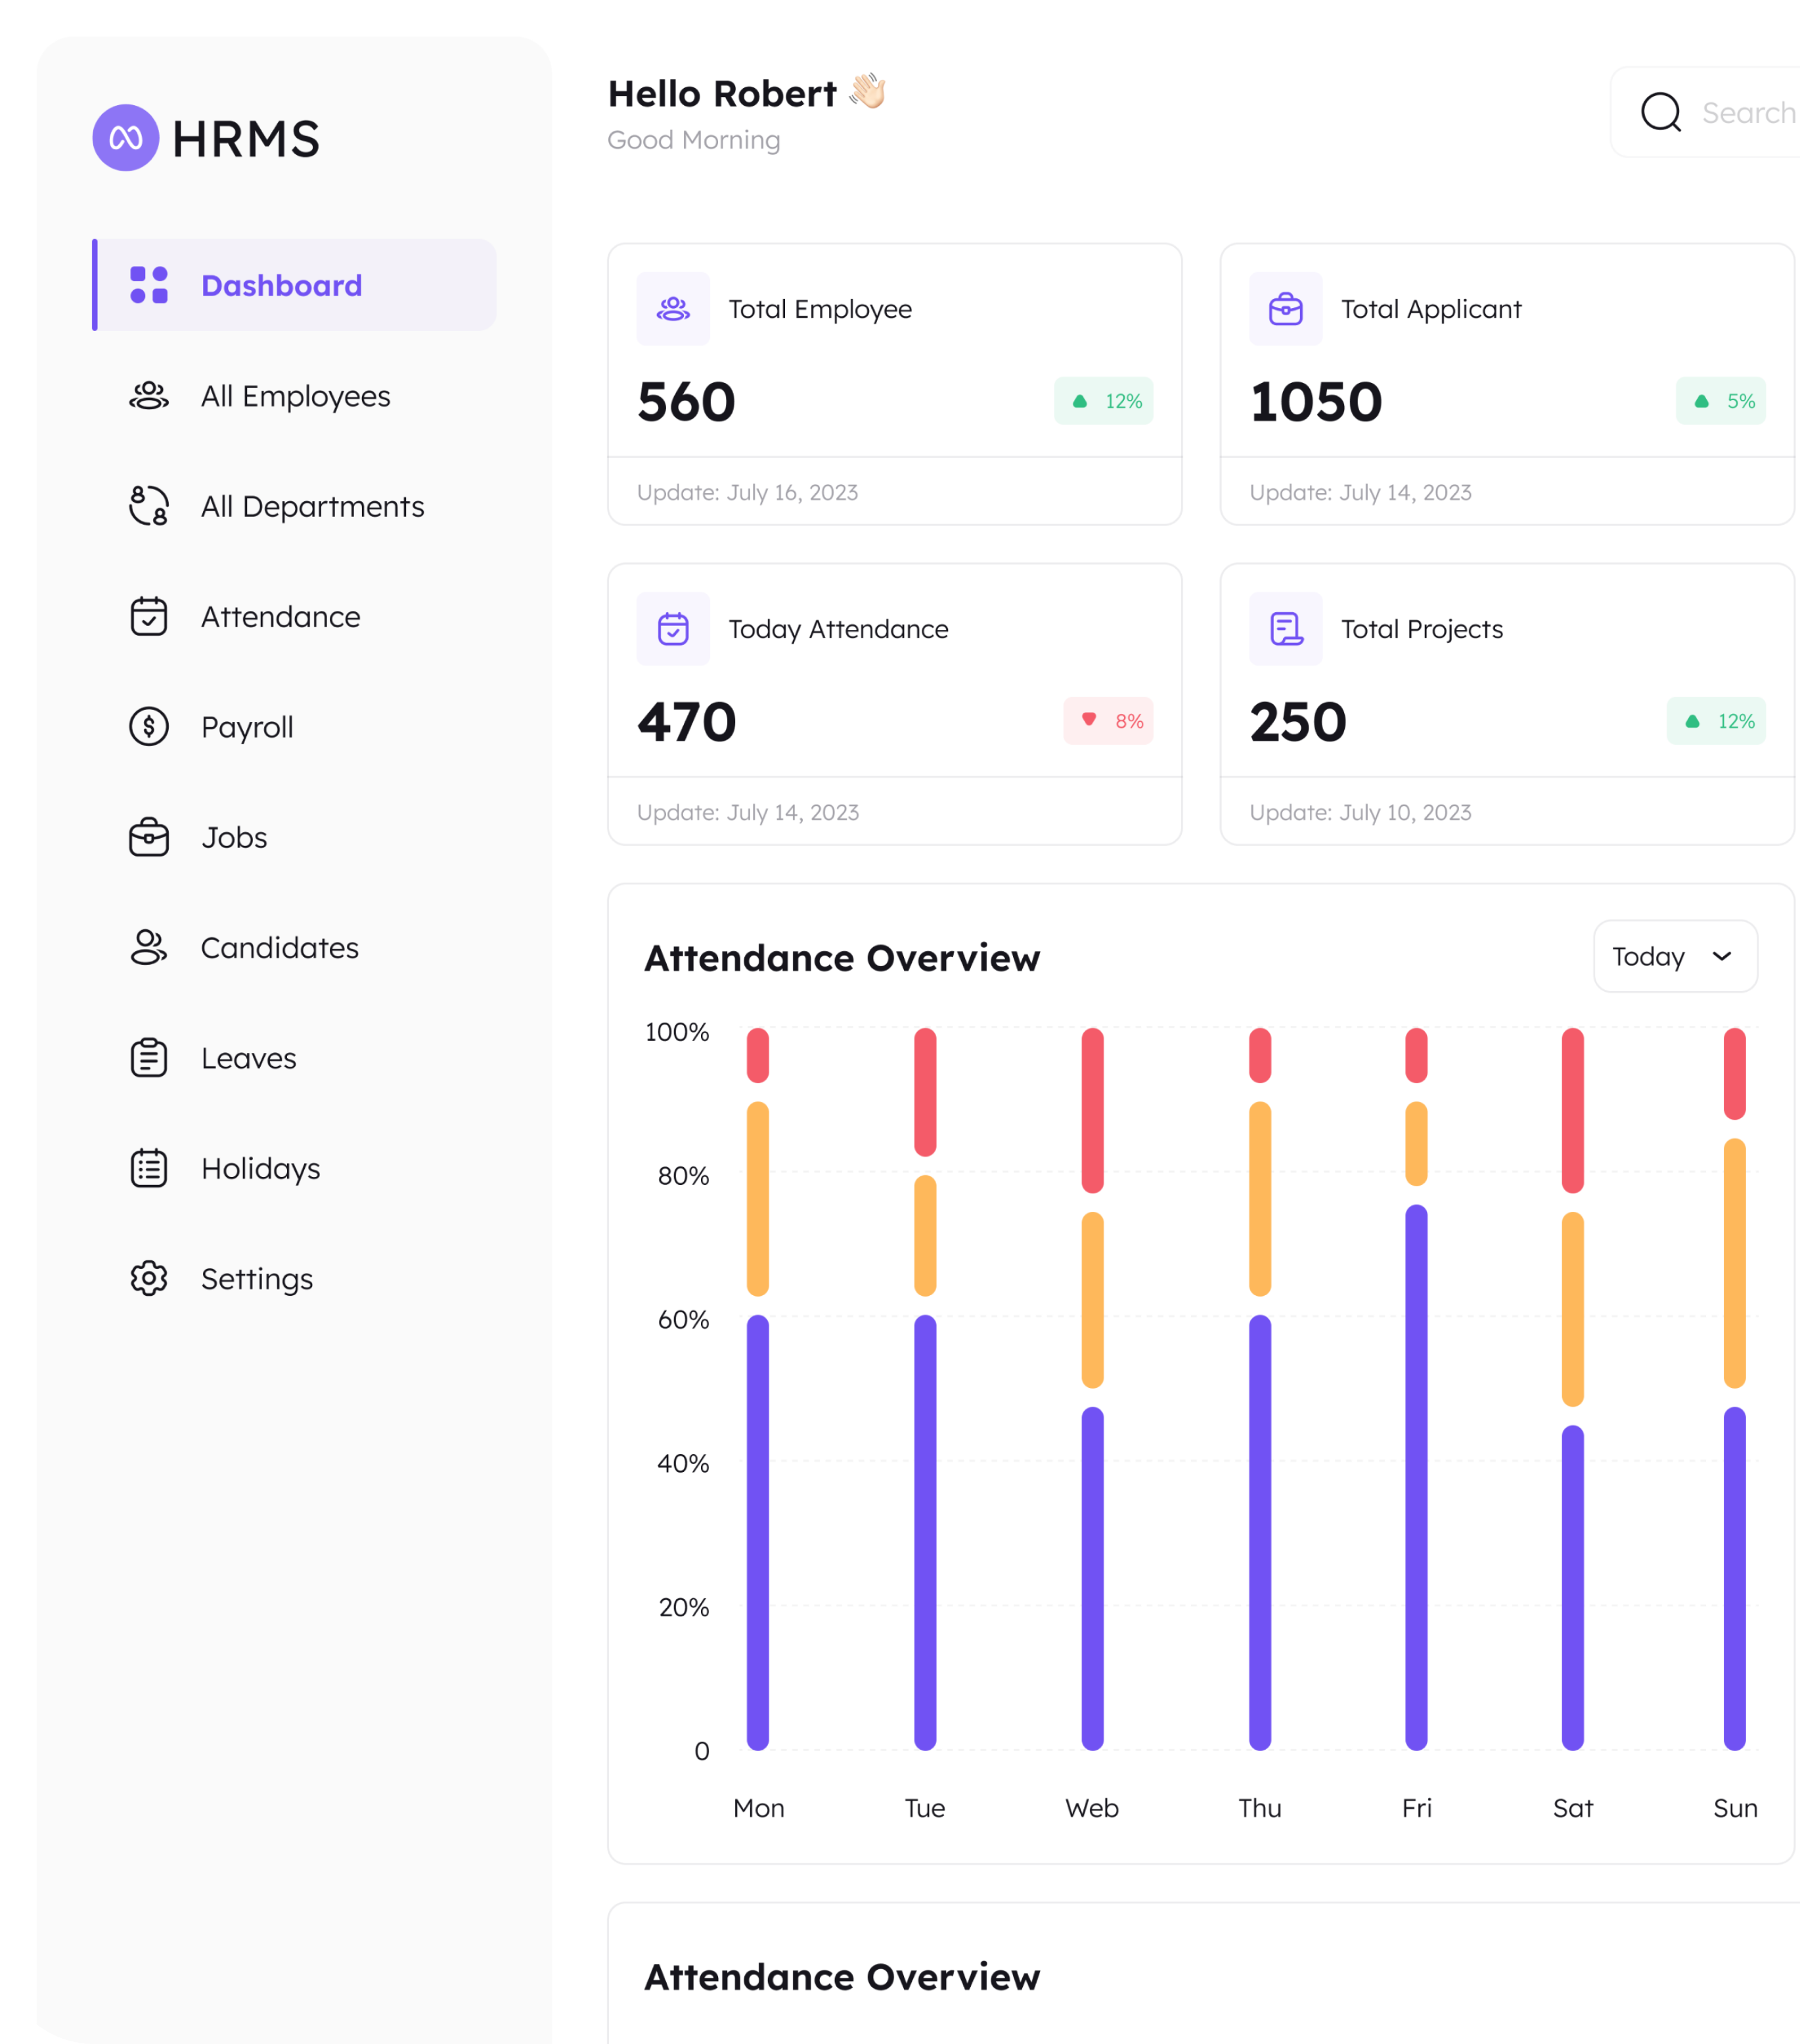 HRMS
Dashboard
All Employees
All Departments
Attendance
Payroll
Jobs
Candidates
Leaves
Holidays
Settings
Hello Robert 👋🏻
Good Morning
Search
Total Employee
560
12%
Update: July 16, 2023
Total Applicant
1050
5%
Update: July 14, 2023
Today Attendance
470
8%
Update: July 14, 2023
Total Projects
250
12%
Update: July 10, 2023
Attendance Overview
Today
100%
80%
60%
40%
20%
0
Mon Tue Web Thu Fri Sat Sun
Attendance Overview